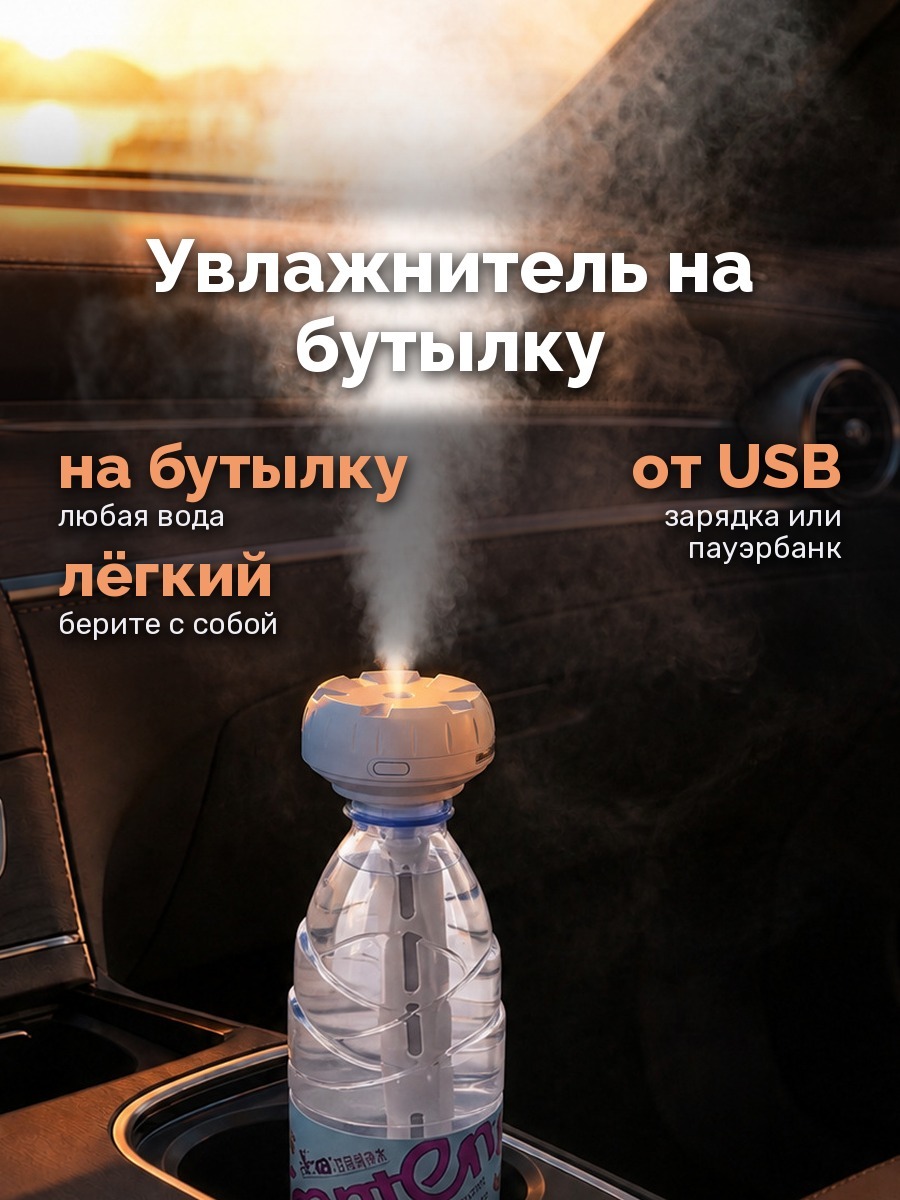 Увлажнитель на
бутылку
на бутылку
любая вода
лёгкий
берите с собой
от USB
зарядка или
пауэрбанк